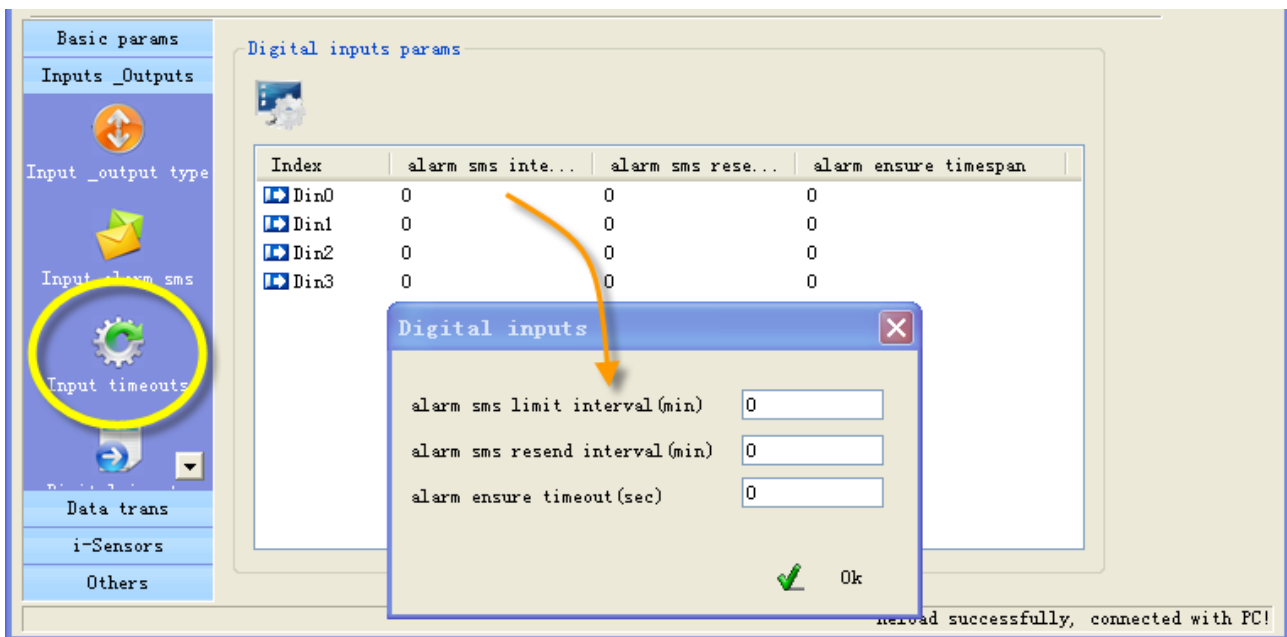 Basic params
Inputs _Outputs
Input _output type
Input alarm sms
Input timeouts
Data trans
i-Sensors
Others
Digital inputs params
Index alarm sms inte... alarm sms rese... alarm ensure timespan
Din0 0 0 0
Din1 0 0 0
Din2 0 0 0
Din3 0 0 0
Digital inputs
alarm sms limit interval(min) 0
alarm sms resend interval(min) 0
alarm ensure timeout(sec) 0
Ok
Reload successfully, connected with PC!